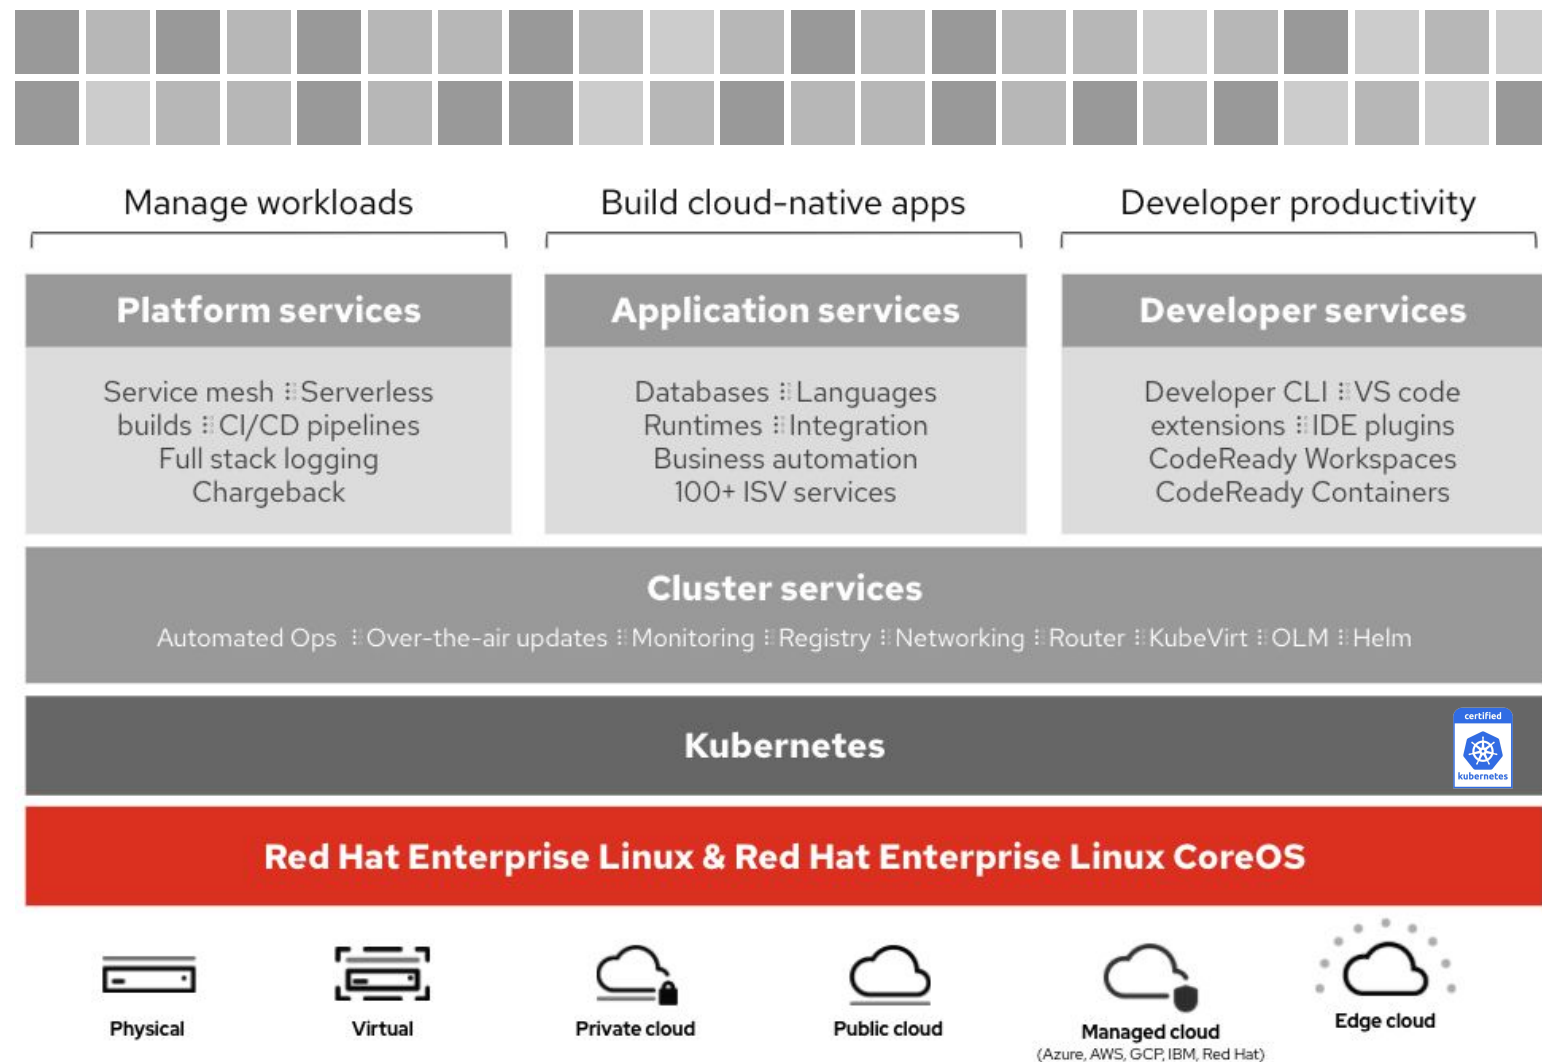 Manage workloads
Build cloud-native apps
Developer productivity
Platform services
Service mesh ⁝⁝Serverless
builds ⁝⁝CI/CD pipelines
Full stack logging
Chargeback
Application services
Databases ⁝⁝Languages
Runtimes ⁝⁝Integration
Business automation
100+ ISV services
Developer services
Developer CLI ⁝⁝VS code
extensions ⁝⁝IDE plugins
CodeReady Workspaces
CodeReady Containers
Cluster services
Automated Ops ⁝⁝Over-the-air updates ⁝⁝Monitoring ⁝⁝Registry ⁝⁝Networking ⁝⁝Router ⁝⁝KubeVirt ⁝⁝OLM ⁝⁝Helm
Kubernetes
certified
kubernetes
Red Hat Enterprise Linux & Red Hat Enterprise Linux CoreOS
Physical
Virtual
Private cloud
Public cloud
Managed cloud
(Azure, AWS, GCP, IBM, Red Hat)
Edge cloud